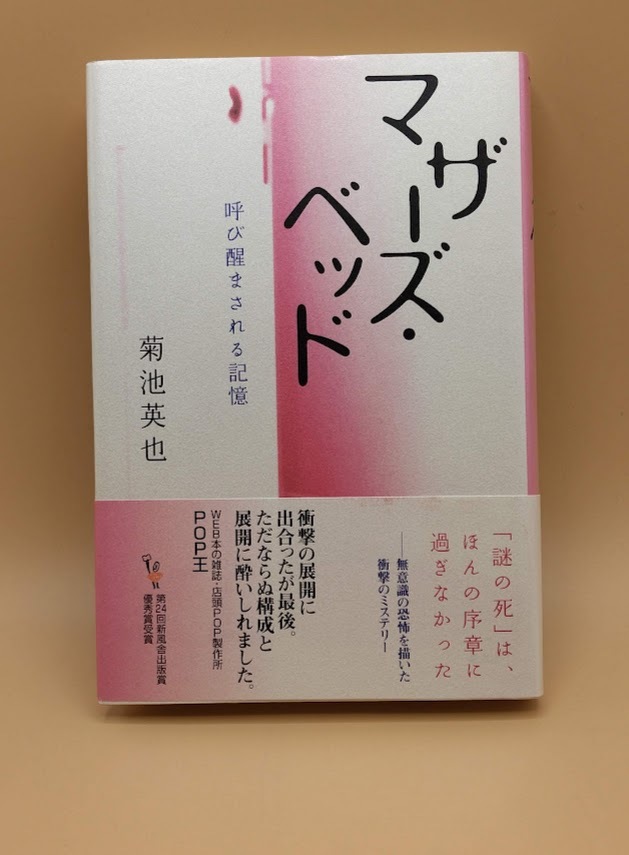 マザーズ・
ベッド
呼び醒まされる記憶
菊池英也
「謎の死」は、
ほんの序章に
過ぎなかった
──無意識の恐怖を描いた
衝撃のミステリー
衝撃の展開に
出合ったが最後。
ただならぬ構成と
展開に酔いしれました。
WEB本の雑誌・店頭POP製作所
POP王
第24回新風舎出版賞
優秀賞受賞